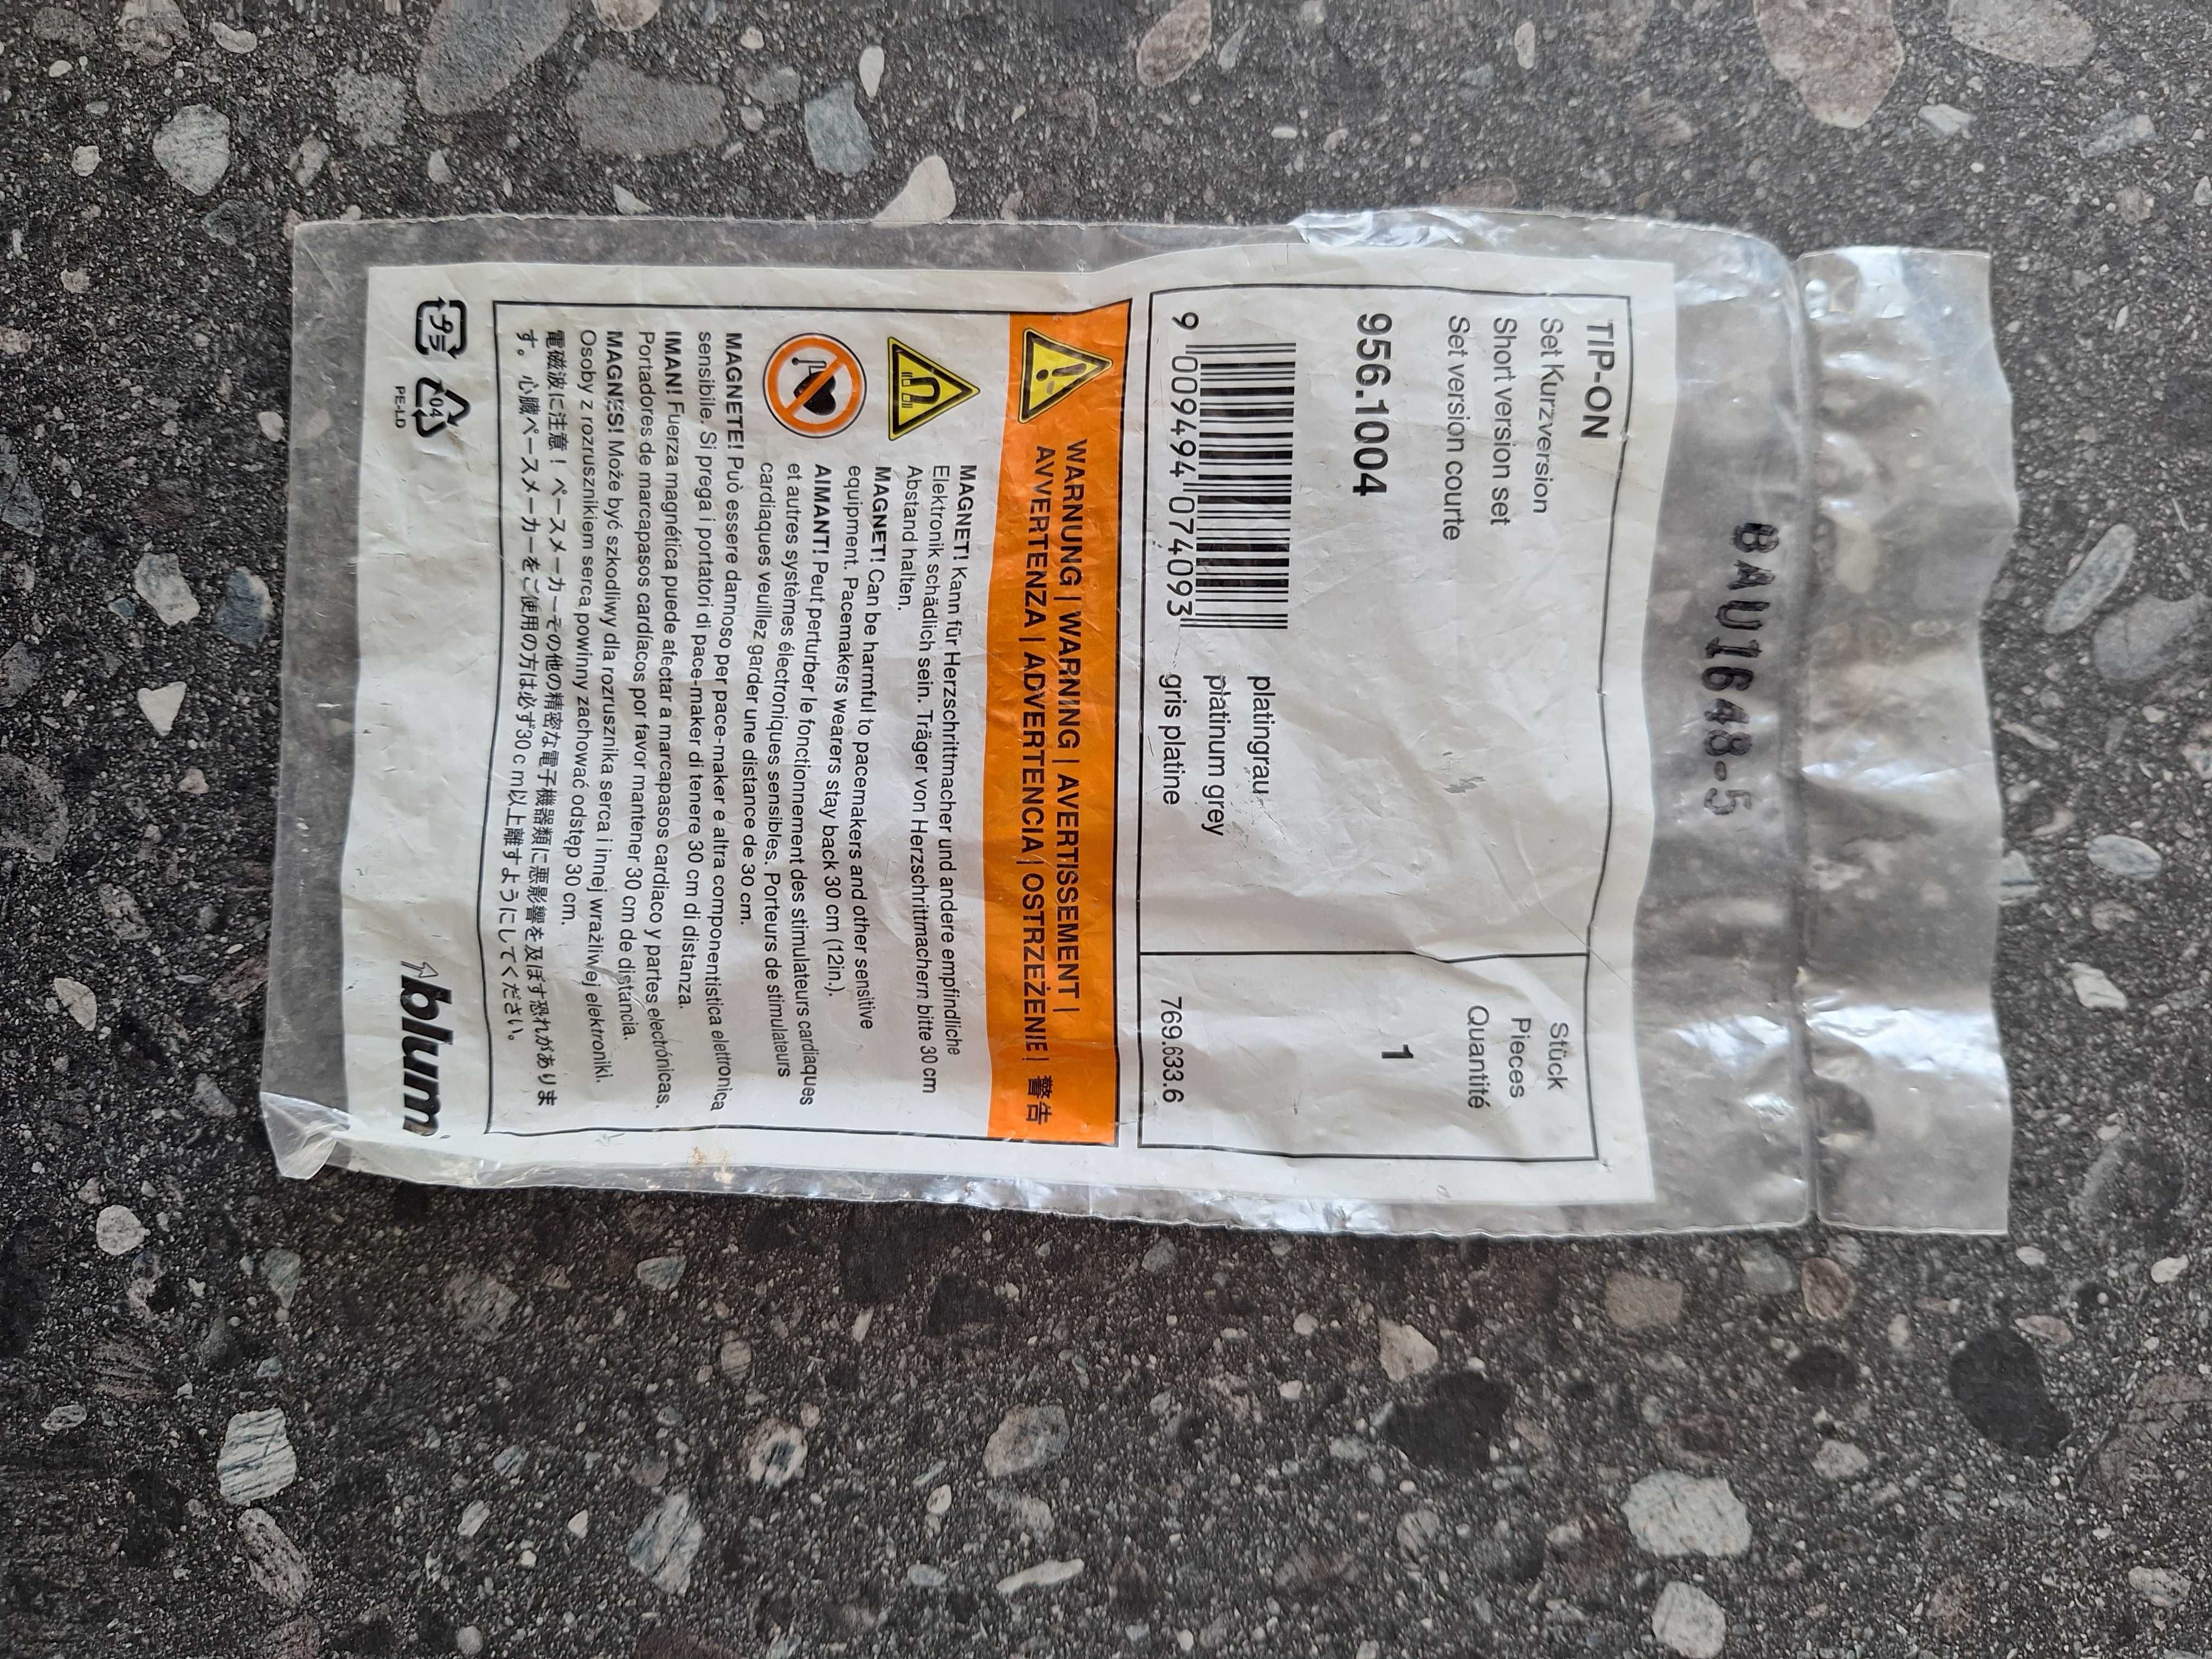 BAU1648-5
TIP-ON
Set Kurzversion
Short version set
Set version courte
Stück
Pieces
Quantité
956.1004
1
9 009494 074093
platingrau
platinum grey
gris platine
769.633.6
WARNUNG | WARNING | AVERTISSEMENT |
AVVERTENZA | ADVERTENCIA | OSTRZEŻENIE | 警告
MAGNET! Kann für Herzschrittmacher und andere empfindliche
Elektronik schädlich sein. Träger von Herzschrittmachern bitte 30 cm
Abstand halten.
MAGNET! Can be harmful to pacemakers and other sensitive
equipment. Pacemakers wearers stay back 30 cm (12in.).
AIMANT! Peut perturber le fonctionnement des stimulateurs cardiaques
et autres systèmes électroniques sensibles. Porteurs de stimulateurs
cardiaques veuillez garder une distance de 30 cm.
MAGNETE! Può essere dannoso per pace-maker e altra componentistica elettronica
sensibile. Si prega i portatori di pace-maker di tenere 30 cm di distanza.
IMAN! Fuerza magnética puede afectar a marcapasos cardiaco y partes electrónicas.
Portadores de marcapasos cardíacos por favor mantener 30 cm de distancia.
MAGNES! Może być szkodliwy dla rozrusznika serca i innej wrażliwej elektroniki.
Osoby z rozrusznikiem serca powinny zachować odstęp 30 cm.
電磁波に注意！ペースメーカーその他の精密な電子機器類に悪影響を及ぼす恐れがありま
す。心臓ペースメーカーをご使用の方は必ず30ｃｍ以上離すようにしてください。
プラ
04
PE-LD
blum